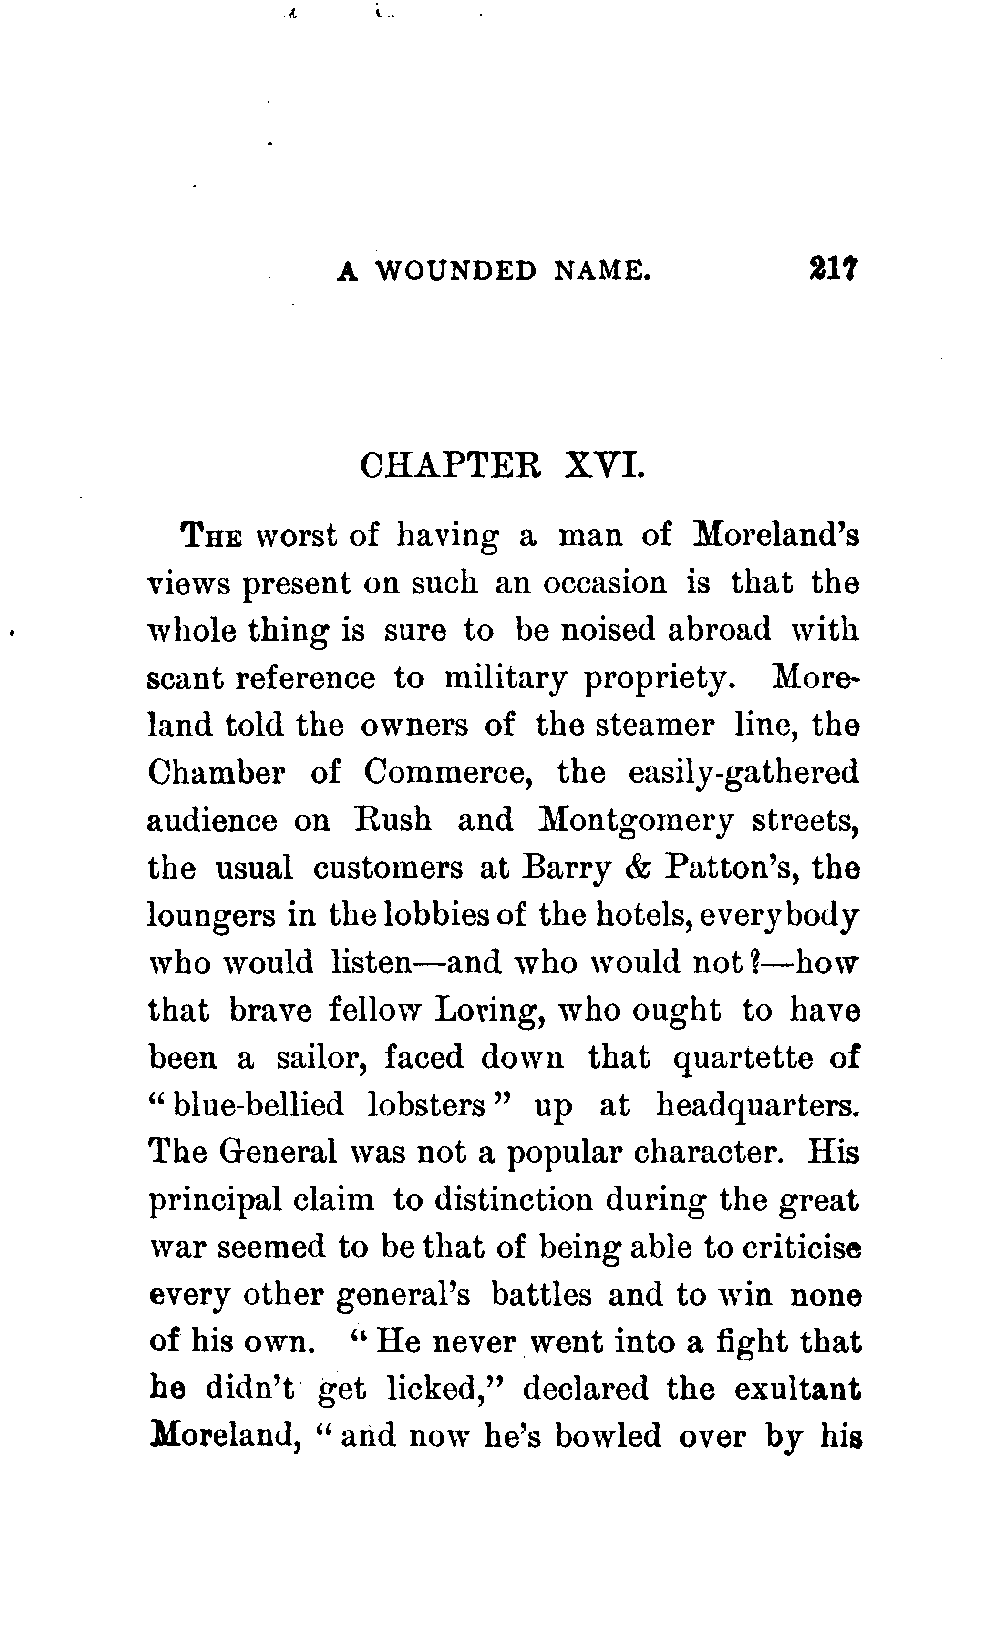 A WOUNDED NAME. 217
CHAPTER XVI.
THE worst of having a man of Moreland's
views present on such an occasion is that the
whole thing is sure to be noised abroad with
scant reference to military propriety. More-
land told the owners of the steamer line, the
Chamber of Commerce, the easily-gathered
audience on Rush and Montgomery streets,
the usual customers at Barry & Patton's, the
loungers in the lobbies of the hotels, everybody
who would listen—and who would not?—how
that brave fellow Loring, who ought to have
been a sailor, faced down that quartette of
"blue-bellied lobsters" up at headquarters.
The General was not a popular character. His
principal claim to distinction during the great
war seemed to be that of being able to criticise
every other general's battles and to win none
of his own. "He never went into a fight that
he didn't get licked," declared the exultant
Moreland, "and now he's bowled over by his